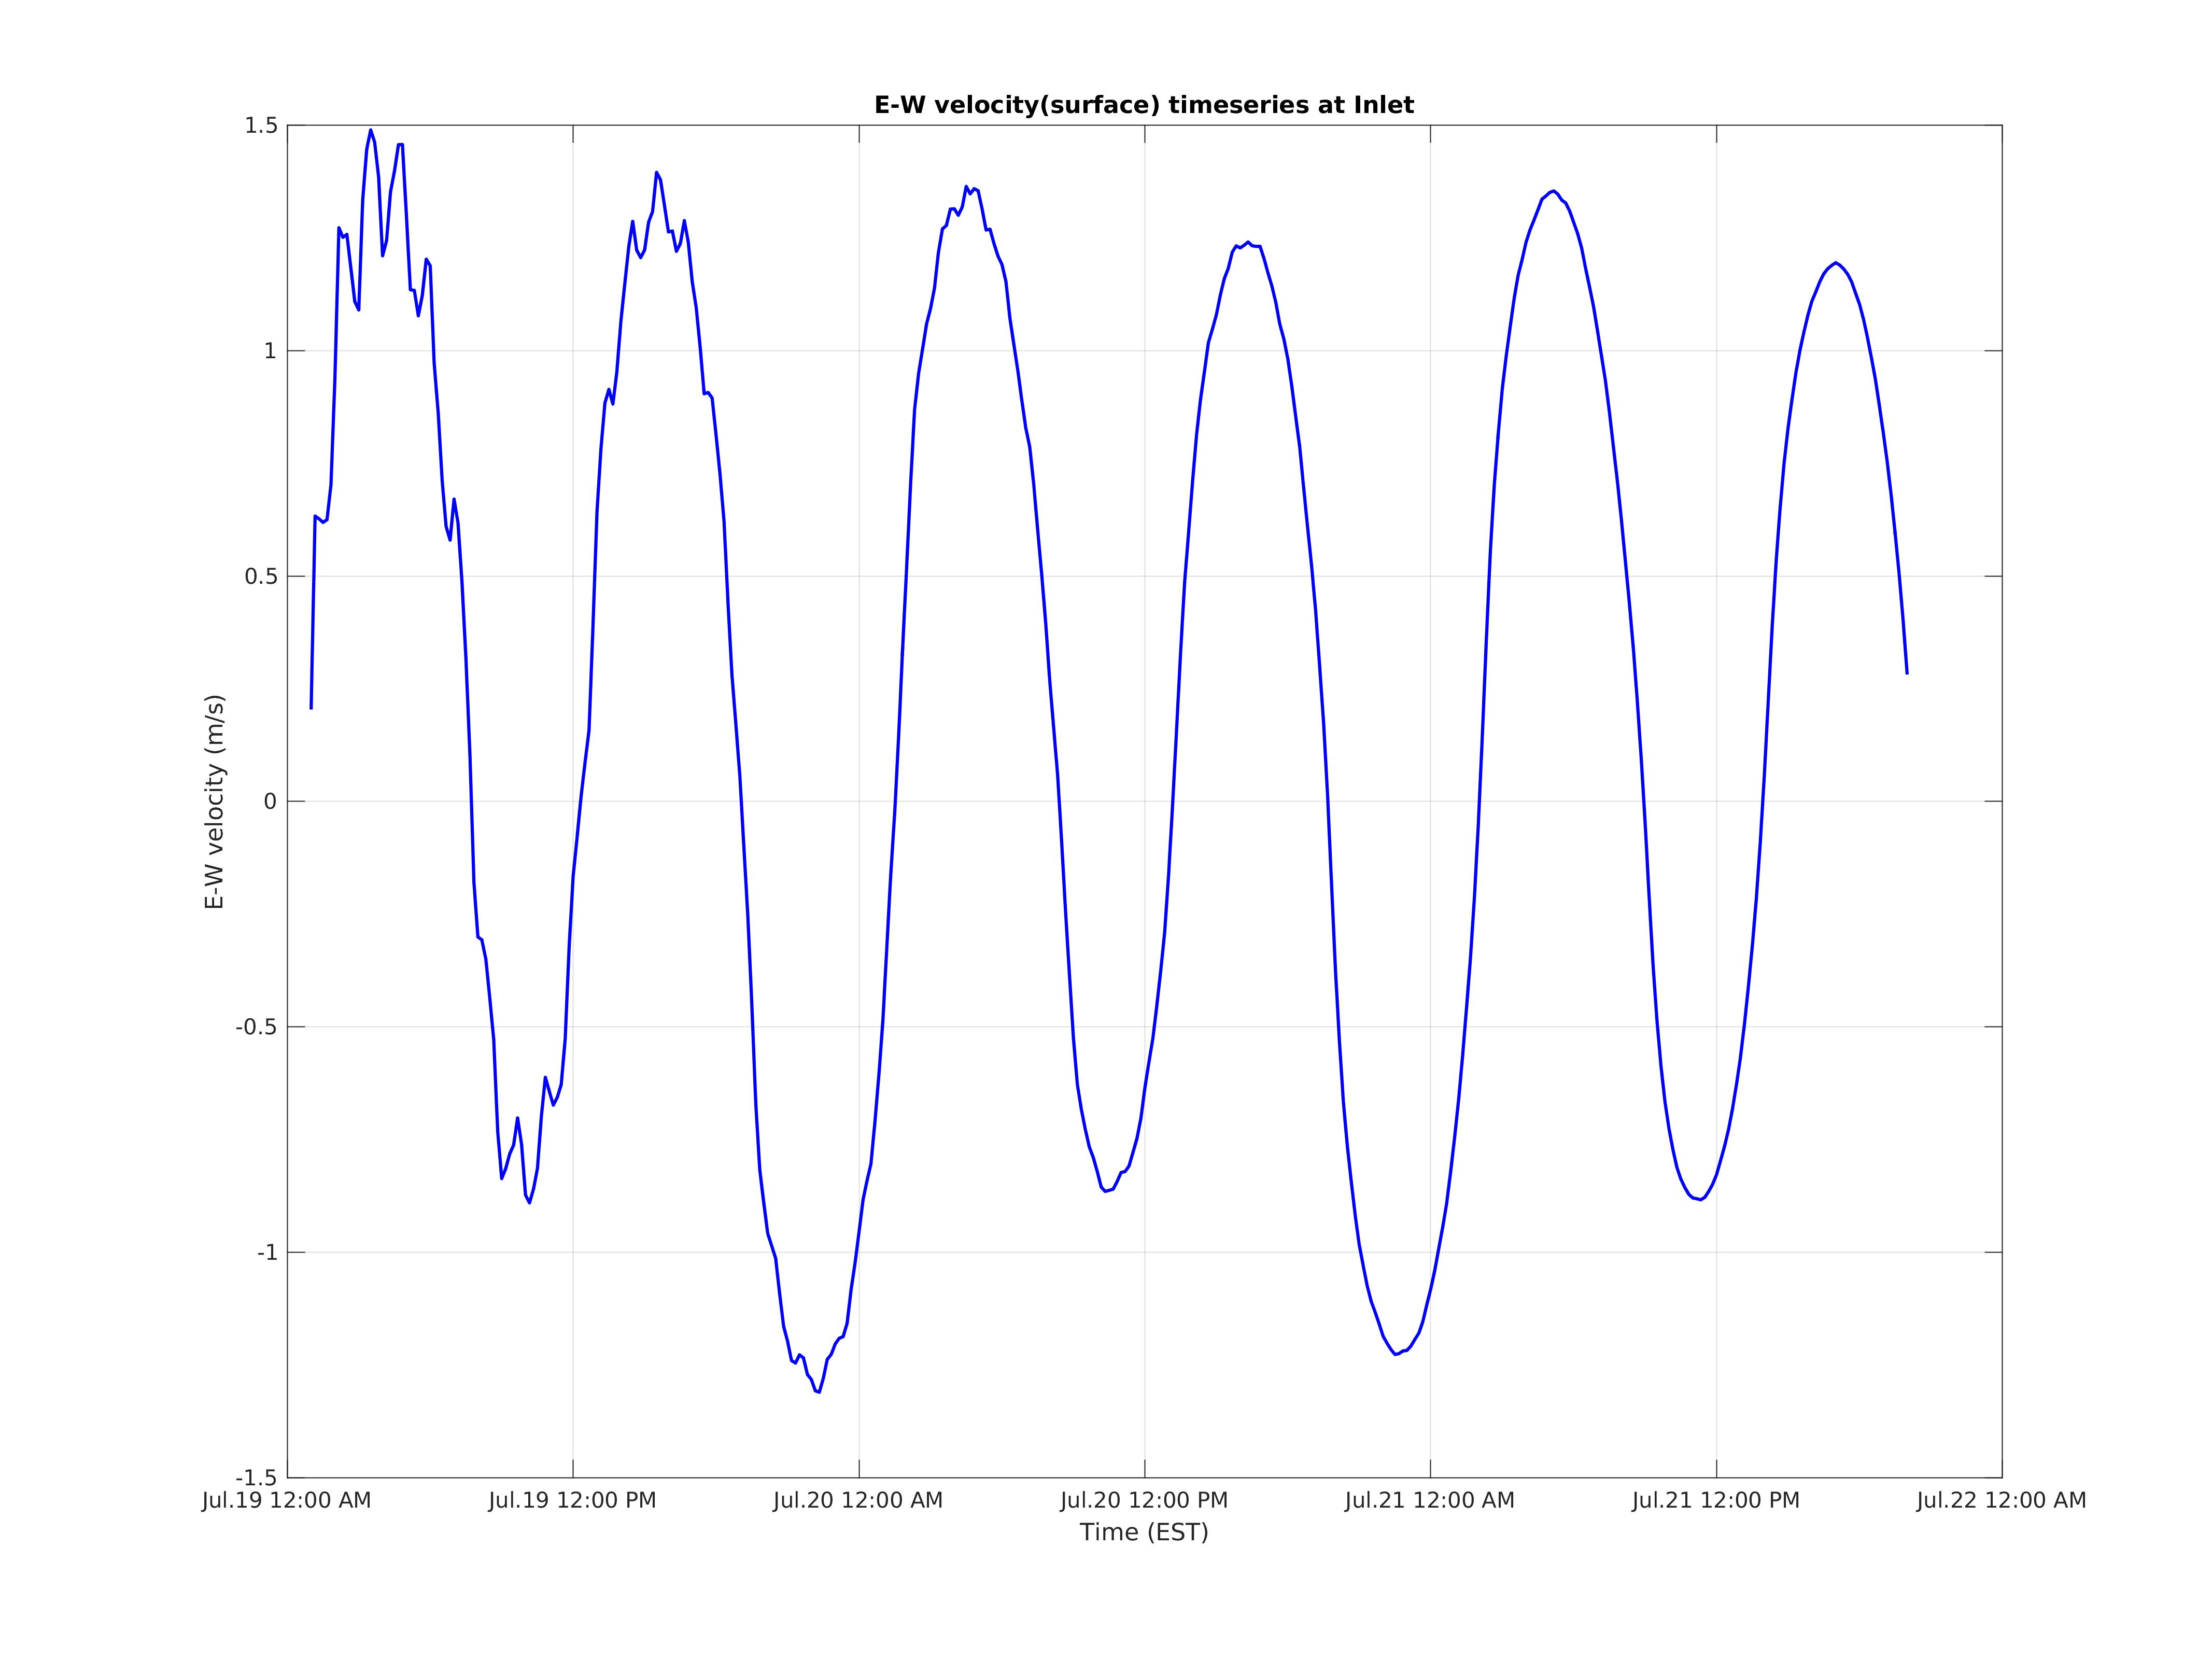 E-W velocity(surface) timeseries at Inlet
1.5
1
0.5
0
-0.5
-1
-1.5
E-W velocity (m/s)
Jul.19 12:00 AM Jul.19 12:00 PM Jul.20 12:00 AM Jul.20 12:00 PM Jul.21 12:00 AM Jul.21 12:00 PM Jul.22 12:00 AM
Time (EST)